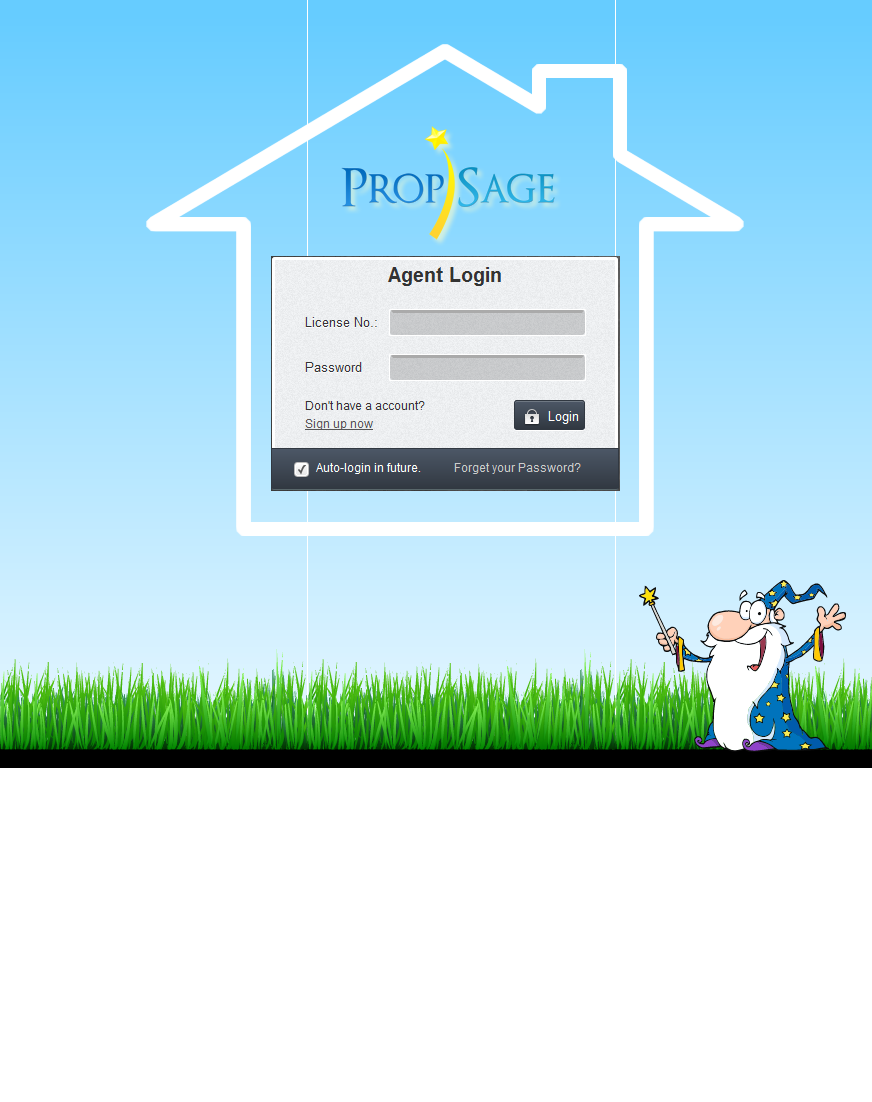 PROP SAGE
Agent Login
License No.:
Password
Don't have a account?
Sign up now
Login
Auto-login in future.
Forget your Password?